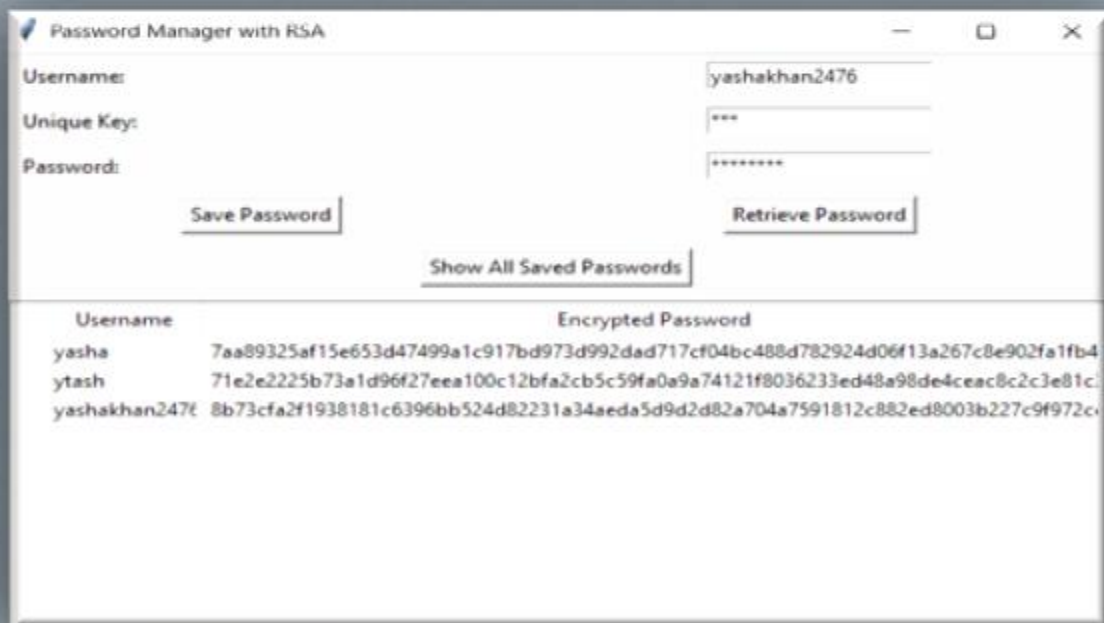 Password Manager with RSA
Username: yashakhan2476
Unique Key: ***
Password: ********
Save Password Retrieve Password
Show All Saved Passwords
Username Encrypted Password
yasha 7aa89325af15e653d47499a1c917bd973d992dad717cf04bc488d782924d06f13a267c8e902fa1fb4
ytash 71e2e2225b73a1d96f27eea100c12bfa2cb5c59fa0a9a74121f8036233ed48a98de4ceac8c2c3e81c
yashakhan2476 8b73cfa2f1938181c6396bb524d82231a34aeda5d9d2d82a704a7591812c882ed8003b227c9f972c